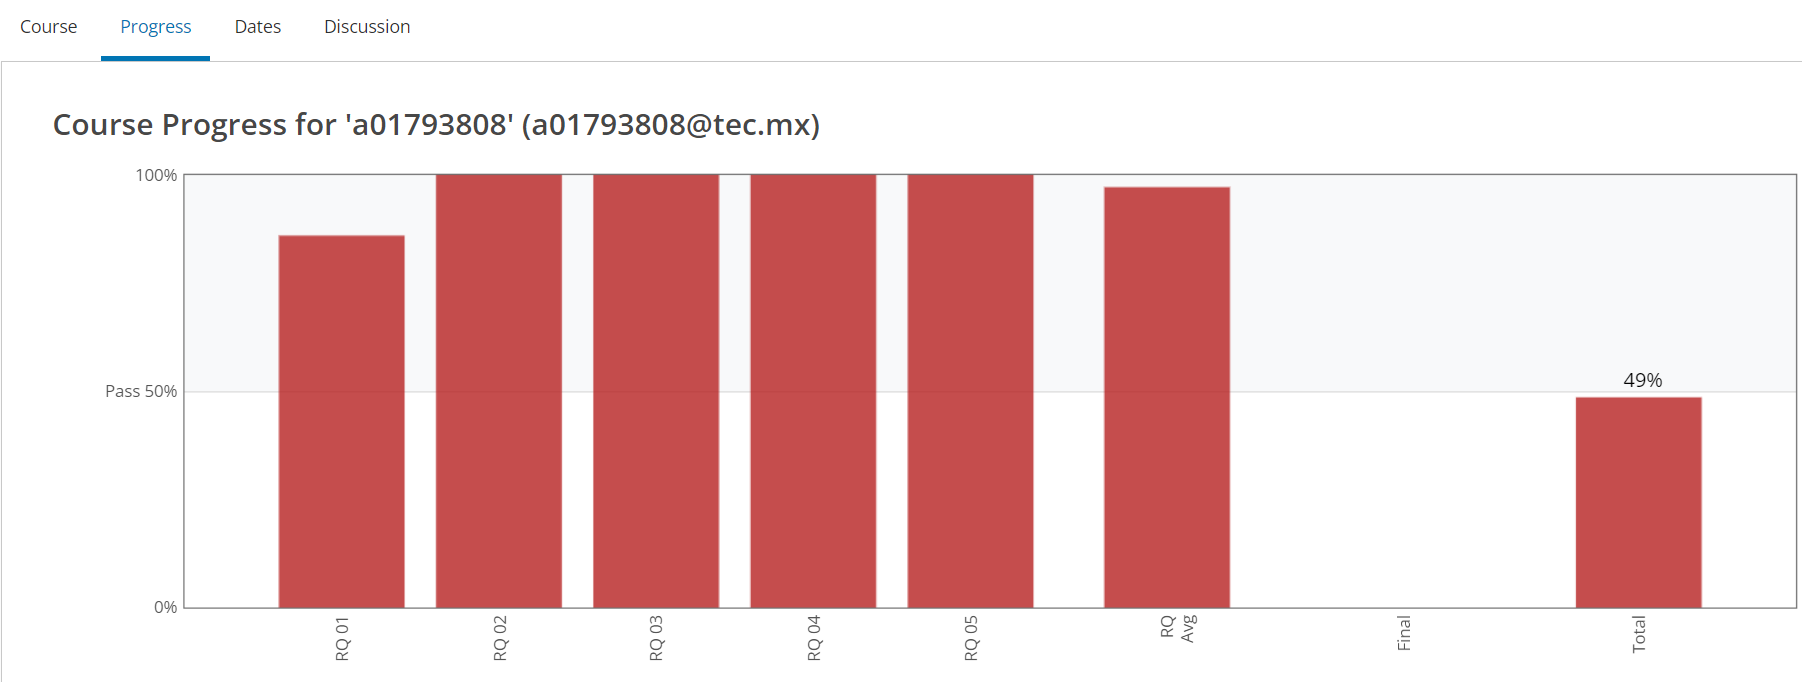 Course Progress Dates Discussion
Course Progress for 'a01793808' (a01793808@tec.mx)
100%
Pass 50%
0%
49%
RQ 01
RQ 02
RQ 03
RQ 04
RQ 05
RQ
Avg
Final
Total